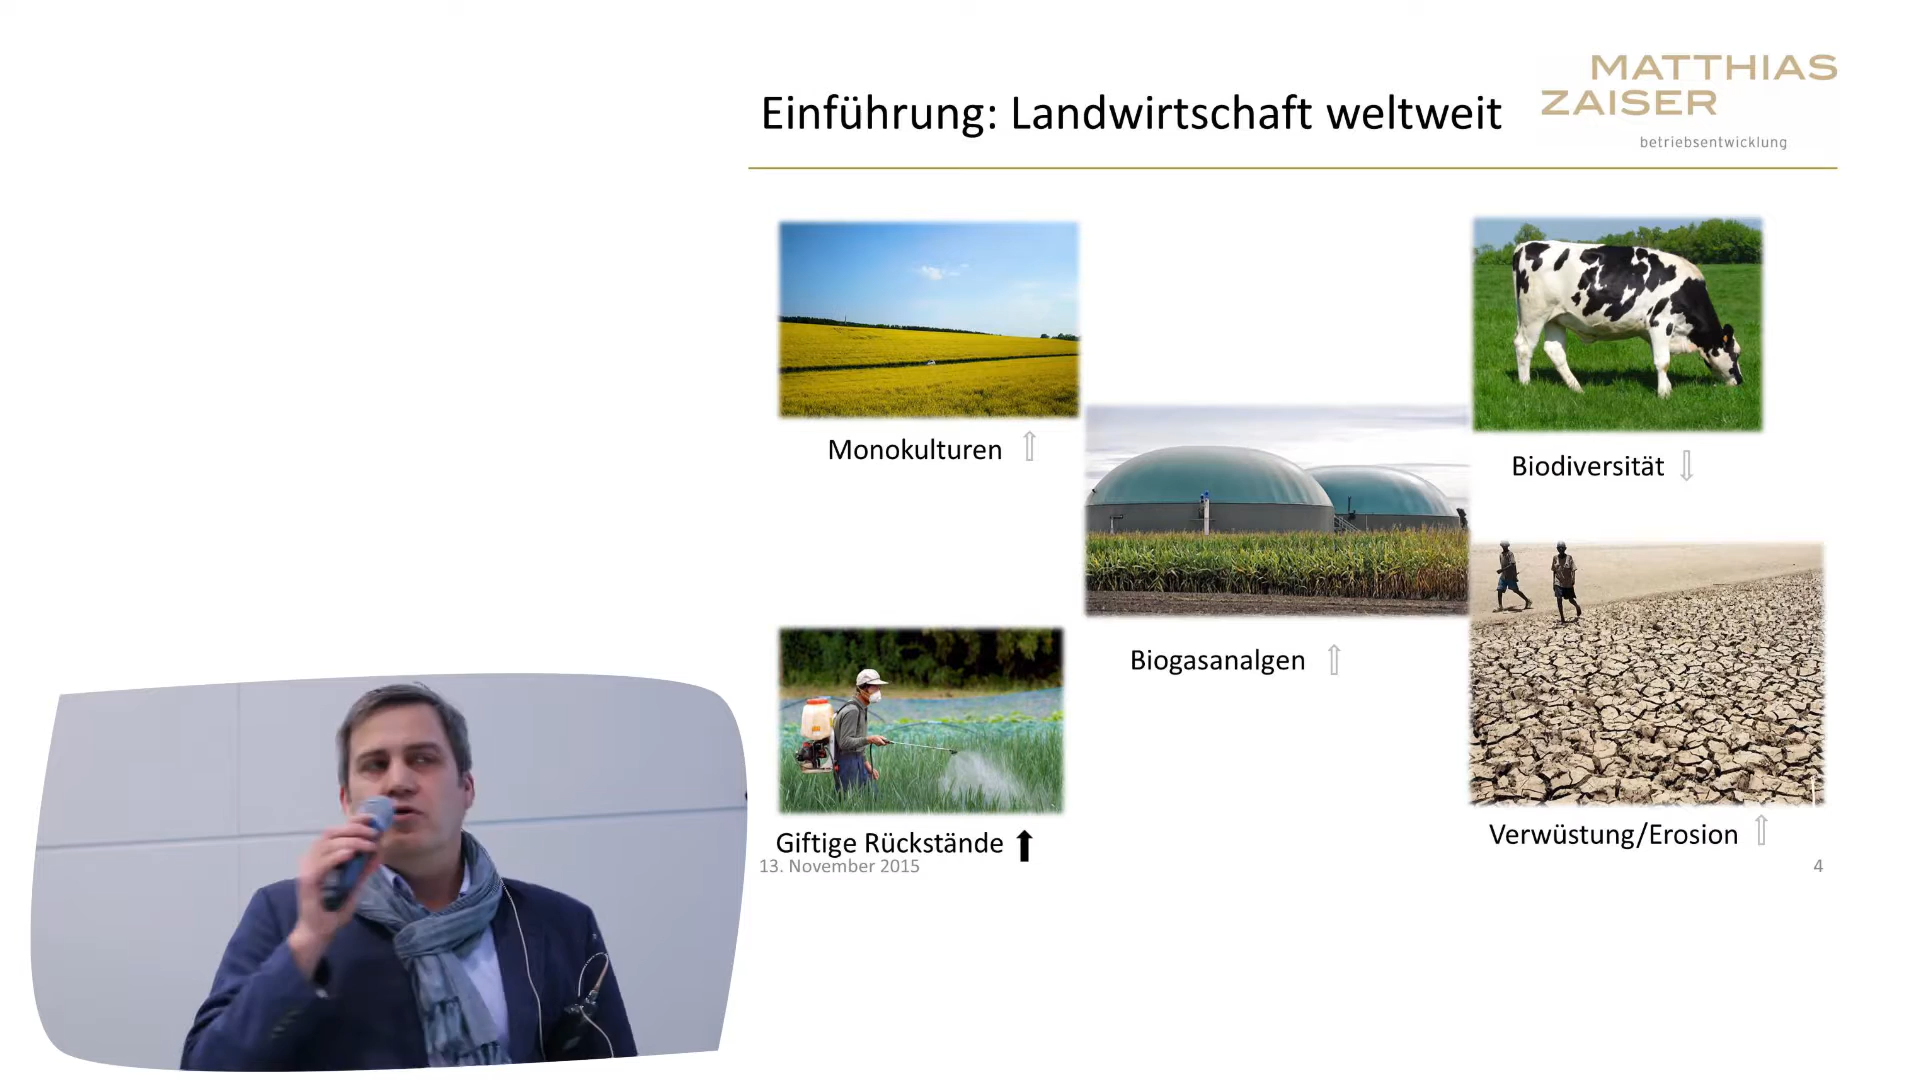 MATTHIAS
ZAISER
betriebsentwicklung
Einführung: Landwirtschaft weltweit
Monokulturen ⇧
Biodiversität ⇩
Biogasanalgen ⇧
Giftige Rückstände ⬆
Verwüstung/Erosion ⇧
13. November 2015
4